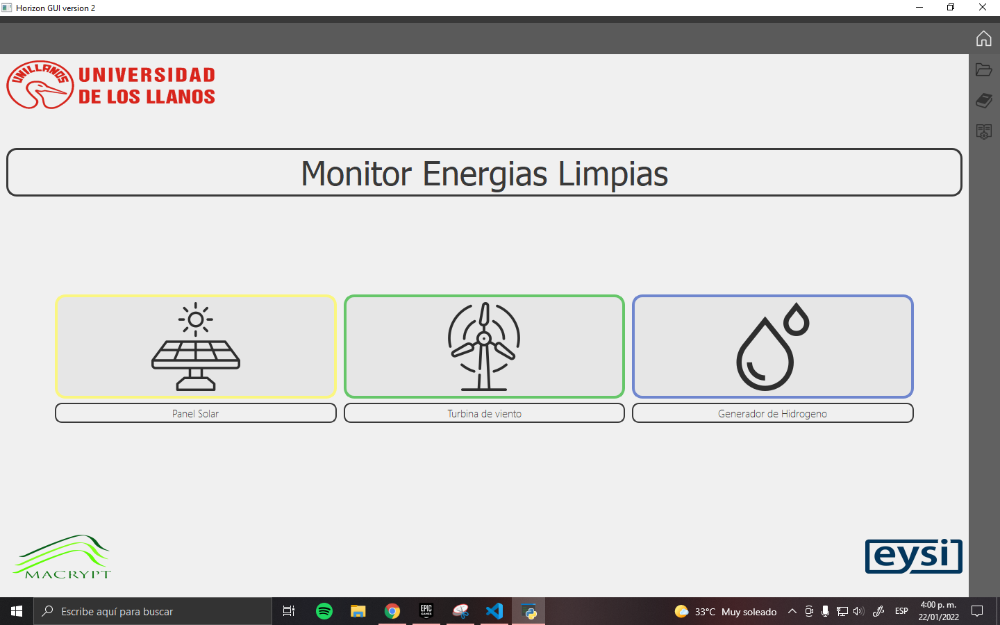 Horizon GUI version 2
UNILLANOS
UNIVERSIDAD
DE LOS LLANOS
Monitor Energias Limpias
Panel Solar
Turbina de viento
Generador de Hidrogeno
MACRYPT
eysi
Escribe aquí para buscar
EPIC
GAMES
33°C Muy soleado
ESP
4:00 p. m.
22/01/2022